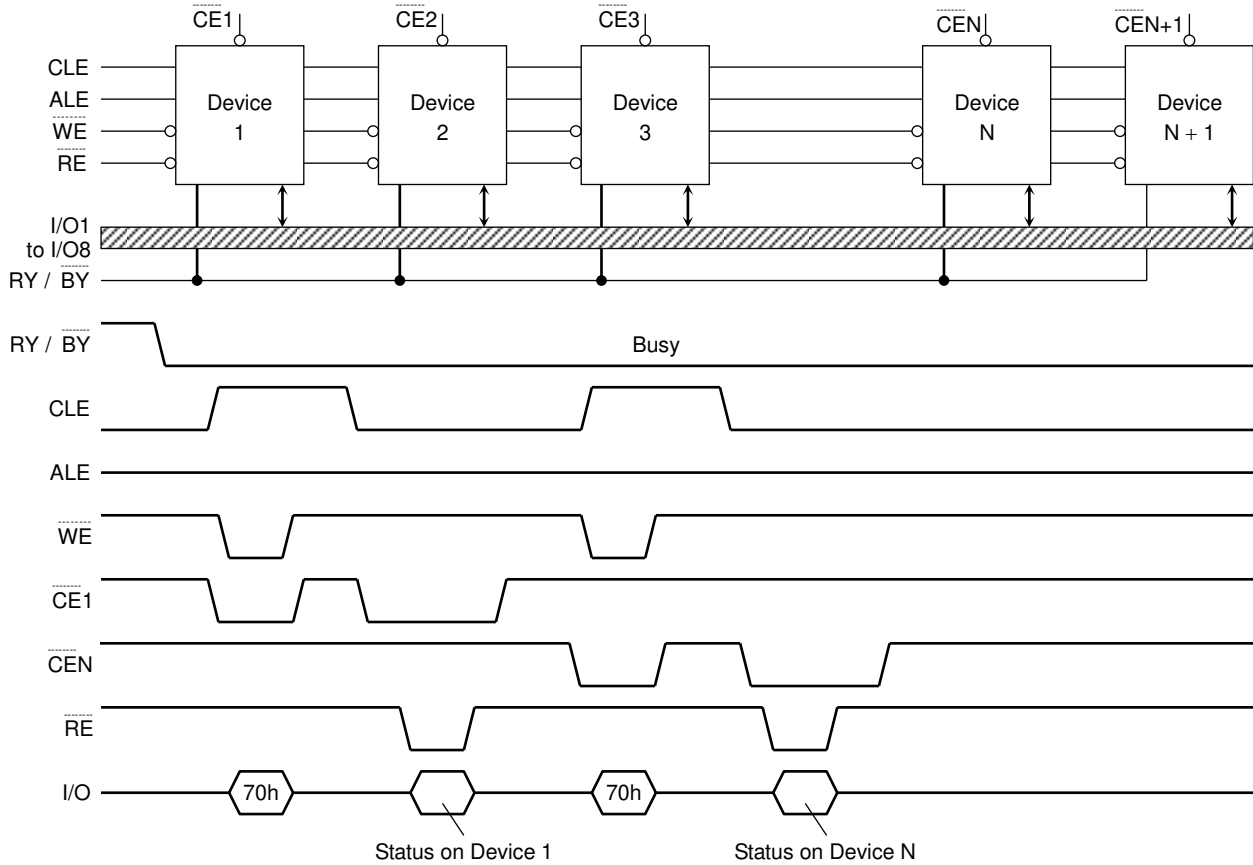 CE1 CE2 CE3 CEN CEN+1
CLE
ALE
WE
RE
Device 1
Device 2
Device 3
Device N
Device N + 1
I/O1 to I/O8
RY / BY
RY / BY
Busy
CLE
ALE
WE
CE1
CEN
RE
I/O
70h
70h
Status on Device 1
Status on Device N